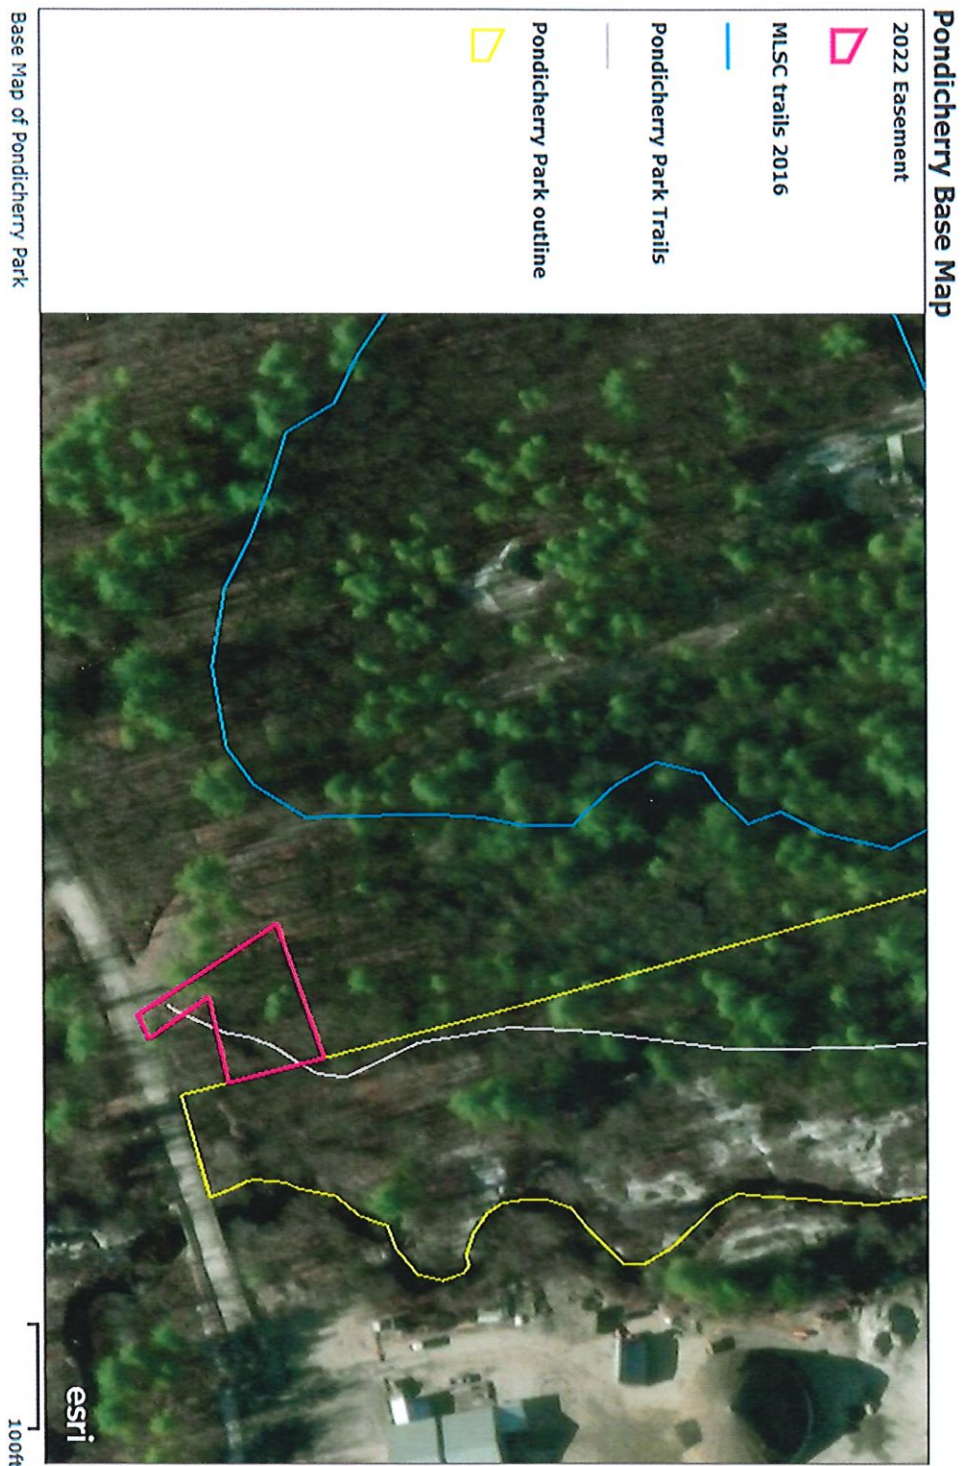 Pondicherry Base Map
2022 Easement
MLSC trails 2016
Pondicherry Park Trails
Pondicherry Park outline
esri
100ft
Base Map of Pondicherry Park